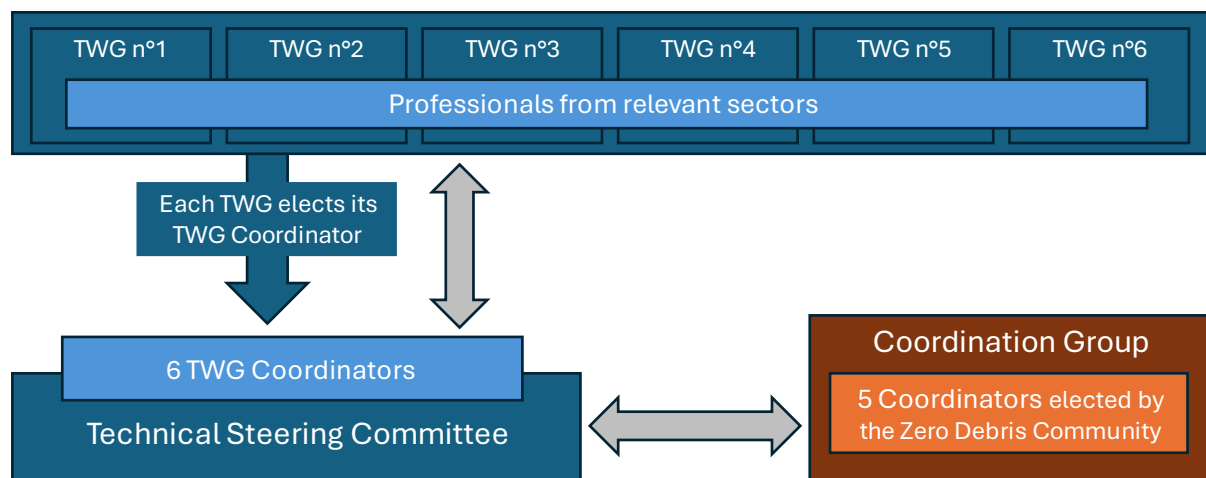 TWG n°1
TWG n°2
TWG n°3
TWG n°4
TWG n°5
TWG n°6
Professionals from relevant sectors
Each TWG elects its
TWG Coordinator
6 TWG Coordinators
Technical Steering Committee
Coordination Group
5 Coordinators elected by
the Zero Debris Community